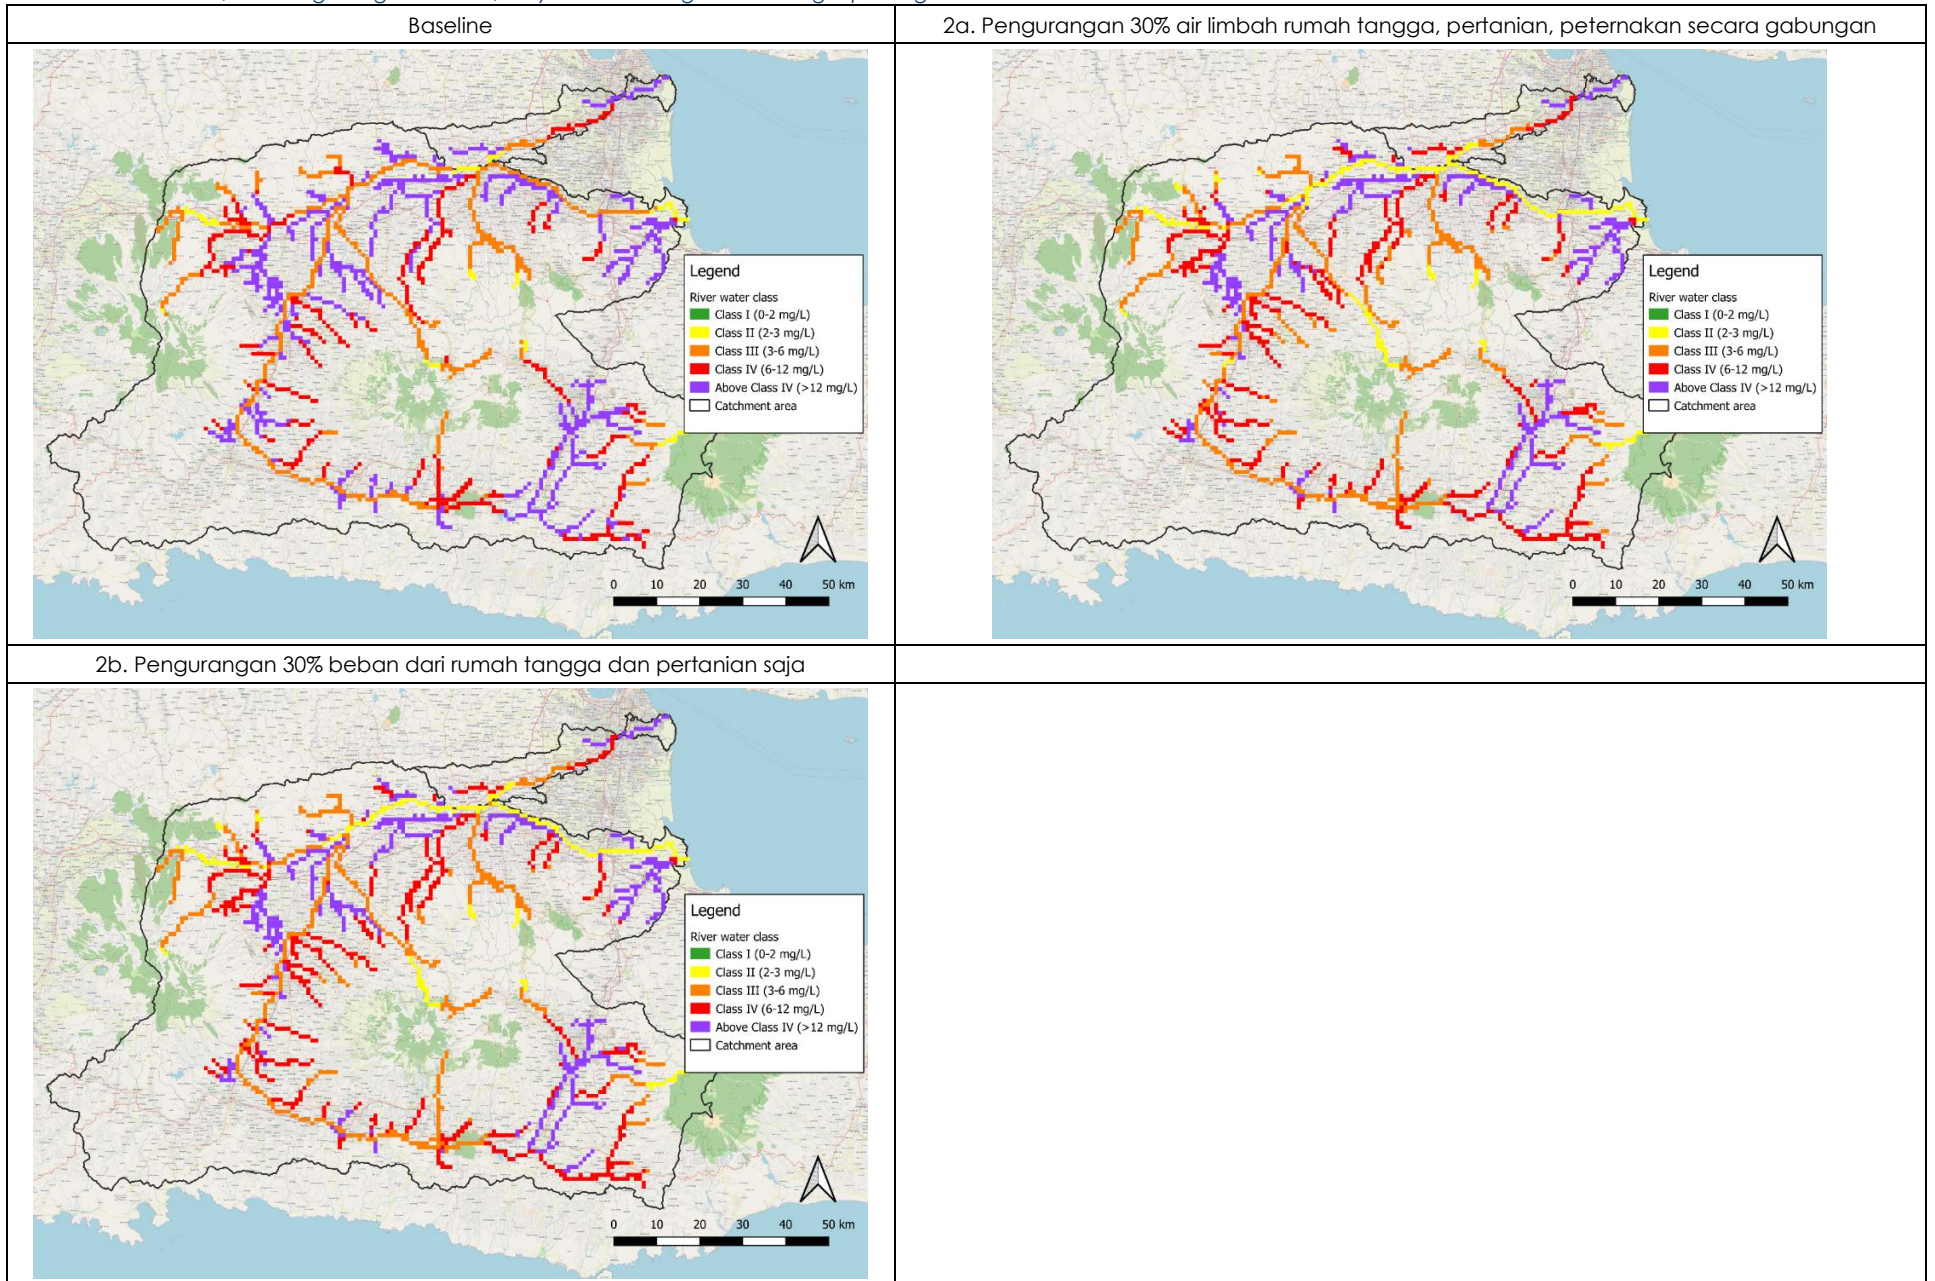 Baseline
2a. Pengurangan 30% air limbah rumah tangga, pertanian, peternakan secara gabungan
Legend
River water class
Class I (0-2 mg/L)
Class II (2-3 mg/L)
Class III (3-6 mg/L)
Class IV (6-12 mg/L)
Above Class IV (>12 mg/L)
Catchment area
0 10 20 30 40 50 km
Legend
River water class
Class I (0-2 mg/L)
Class II (2-3 mg/L)
Class III (3-6 mg/L)
Class IV (6-12 mg/L)
Above Class IV (>12 mg/L)
Catchment area
0 10 20 30 40 50 km
2b. Pengurangan 30% beban dari rumah tangga dan pertanian saja
Legend
River water class
Class I (0-2 mg/L)
Class II (2-3 mg/L)
Class III (3-6 mg/L)
Class IV (6-12 mg/L)
Above Class IV (>12 mg/L)
Catchment area
0 10 20 30 40 50 km